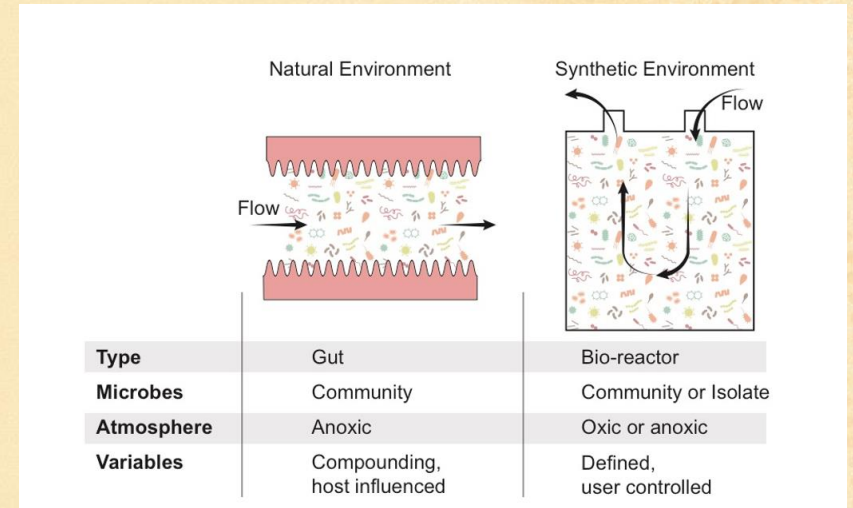 Natural Environment
Synthetic Environment
Flow
Flow
Type Gut Bio-reactor
Microbes Community Community or Isolate
Atmosphere Anoxic Oxic or anoxic
Variables Compounding, Defined,
host influenced user controlled